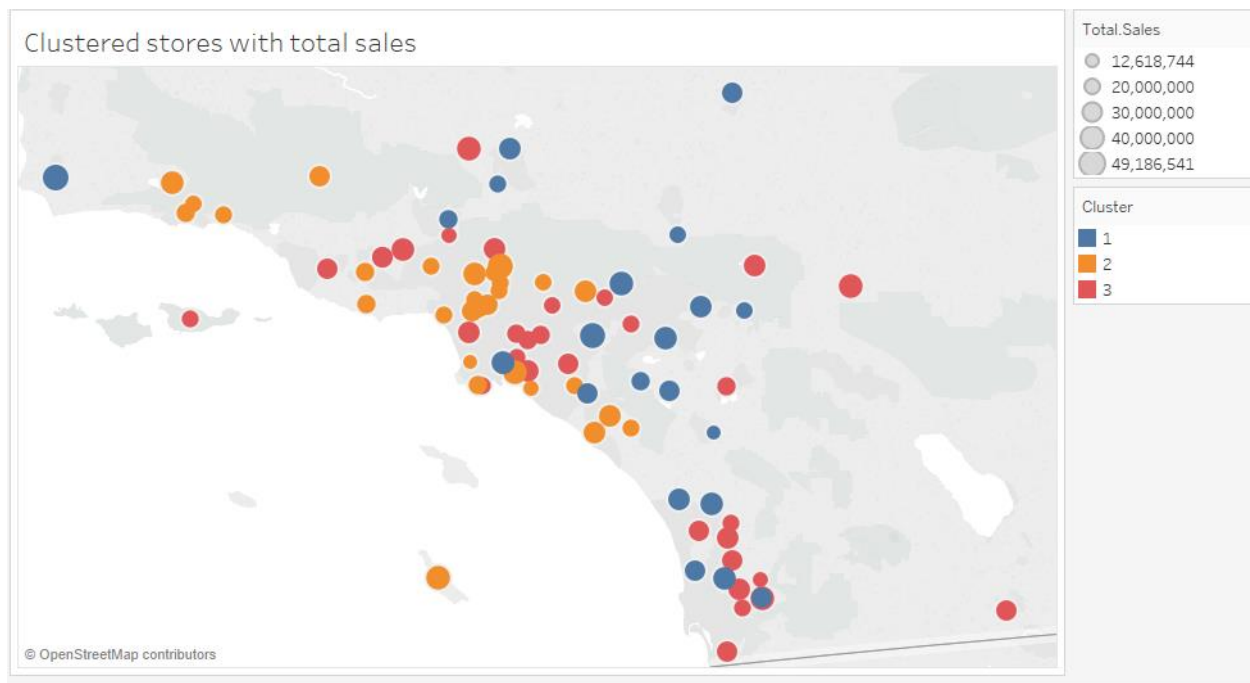 Clustered stores with total sales
Total.Sales
12,618,744
20,000,000
30,000,000
40,000,000
49,186,541
Cluster
1
2
3
© OpenStreetMap contributors